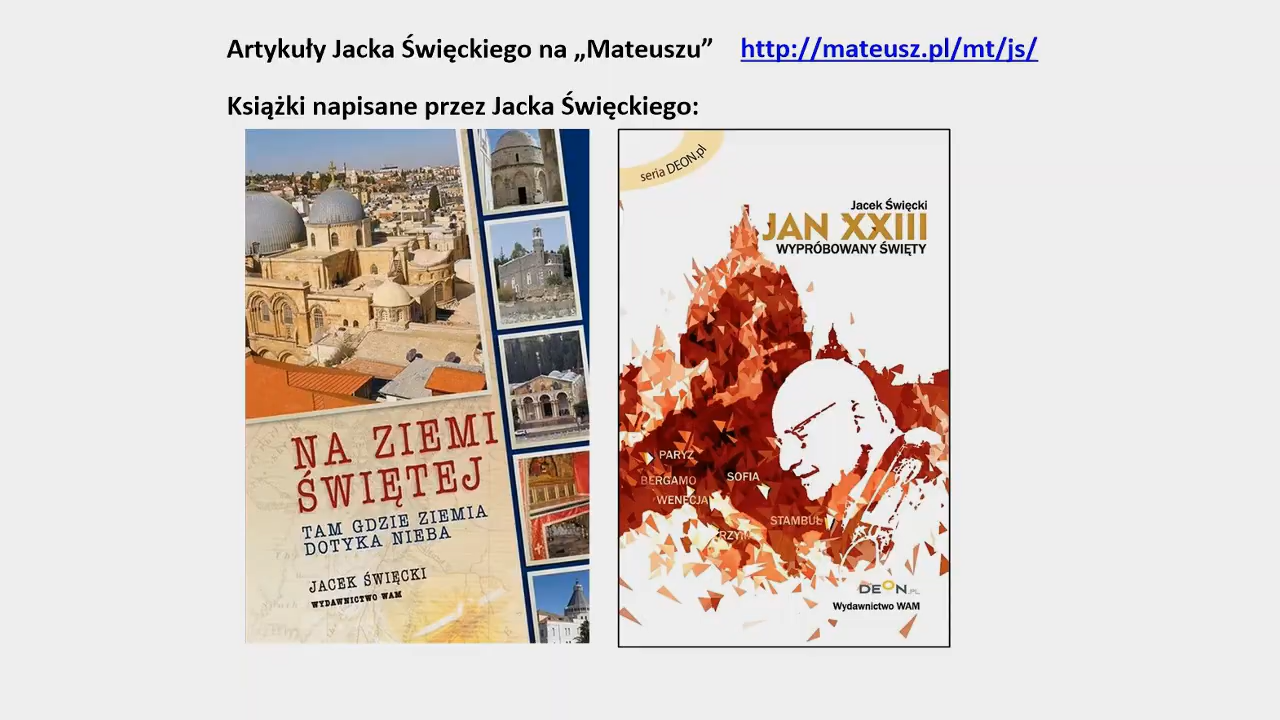 Artykuły Jacka Święckiego na „Mateuszu” http://mateusz.pl/mt/js/
Książki napisane przez Jacka Święckiego:
NA ZIEMI
ŚWIĘTEJ
TAM GDZIE ZIEMIA
DOTYKA NIEBA
JACEK ŚWIĘCKI
WYDAWNICTWO WAM
seria DEON.pl
Jacek Święcki
JAN XXIII
WYPRÓBOWANY ŚWIĘTY
PARYŻ
BERGAMO
SOFIA
WENECJA
STAMBUŁ
DEON.PL
Wydawnictwo WAM